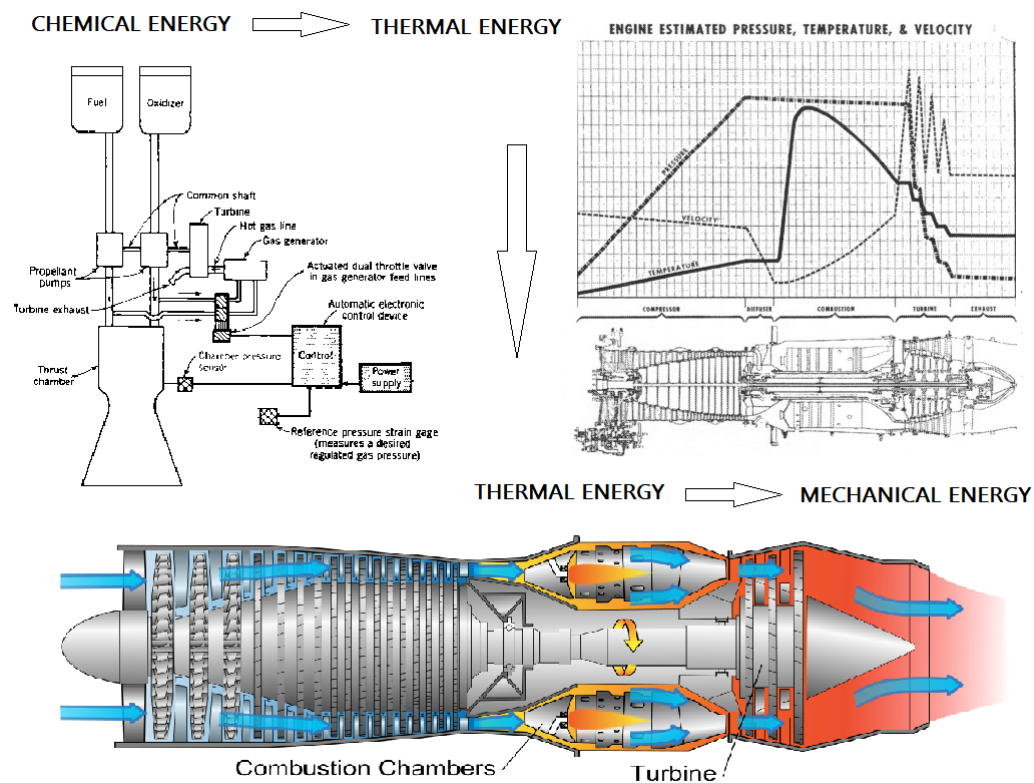 CHEMICAL ENERGY
THERMAL ENERGY
Fuel
Oxidizer
Common shaft
Turbine
Hot gas line
Gas generator
Propellant
pumps
Turbine exhaust
Actuated dual throttle valve
in gas generator feed lines
Automatic electronic
control device
Thrust
chamber
Chamber pressure
sensor
Control
Power
supply
Reference pressure strain gage
(measures a desired
regulated gas pressure)
ENGINE ESTIMATED PRESSURE, TEMPERATURE, & VELOCITY
PRESSURE
VELOCITY
TEMPERATURE
COMPRESSOR
DIFFUSER
COMBUSTION
TURBINE
EXHAUST
THERMAL ENERGY
MECHANICAL ENERGY
Combustion Chambers
Turbine